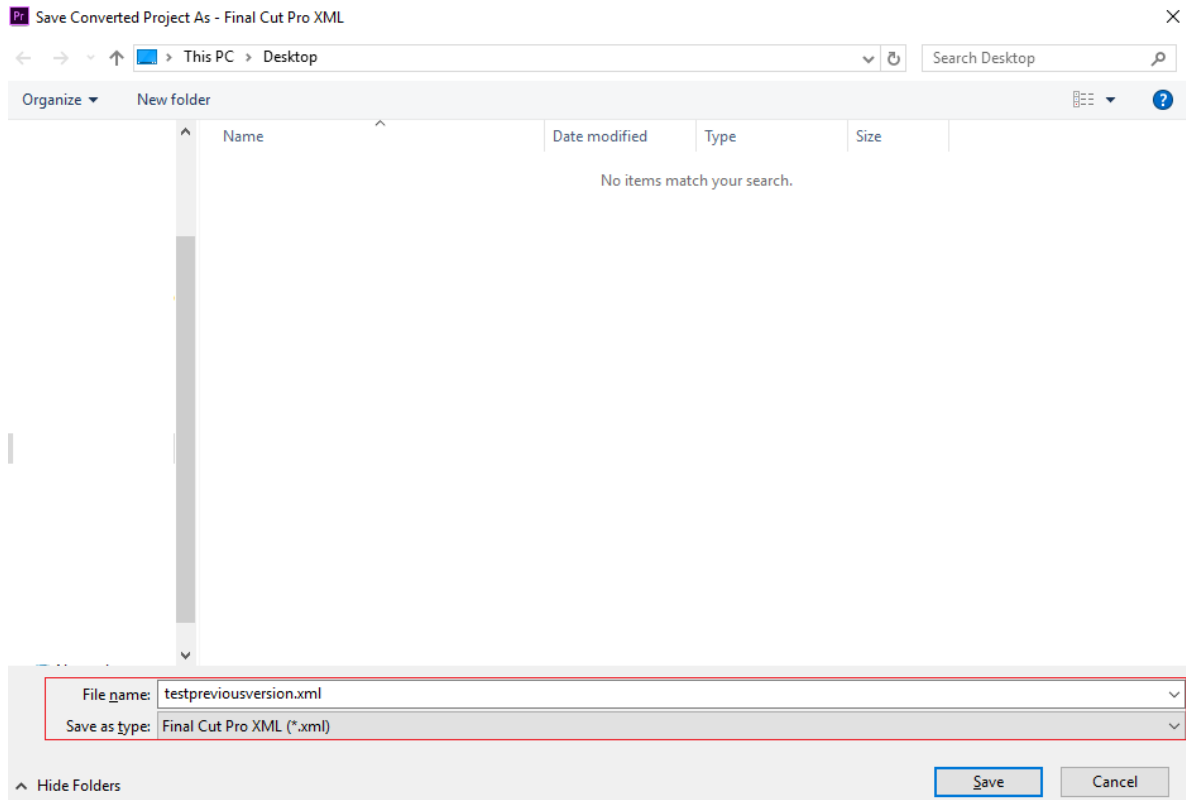 Pr Save Converted Project As - Final Cut Pro XML
This PC > Desktop
Search Desktop
Organize
New folder
Name
Date modified
Type
Size
No items match your search.
File name: testpreviousversion.xml
Save as type: Final Cut Pro XML (*.xml)
Hide Folders
Save
Cancel